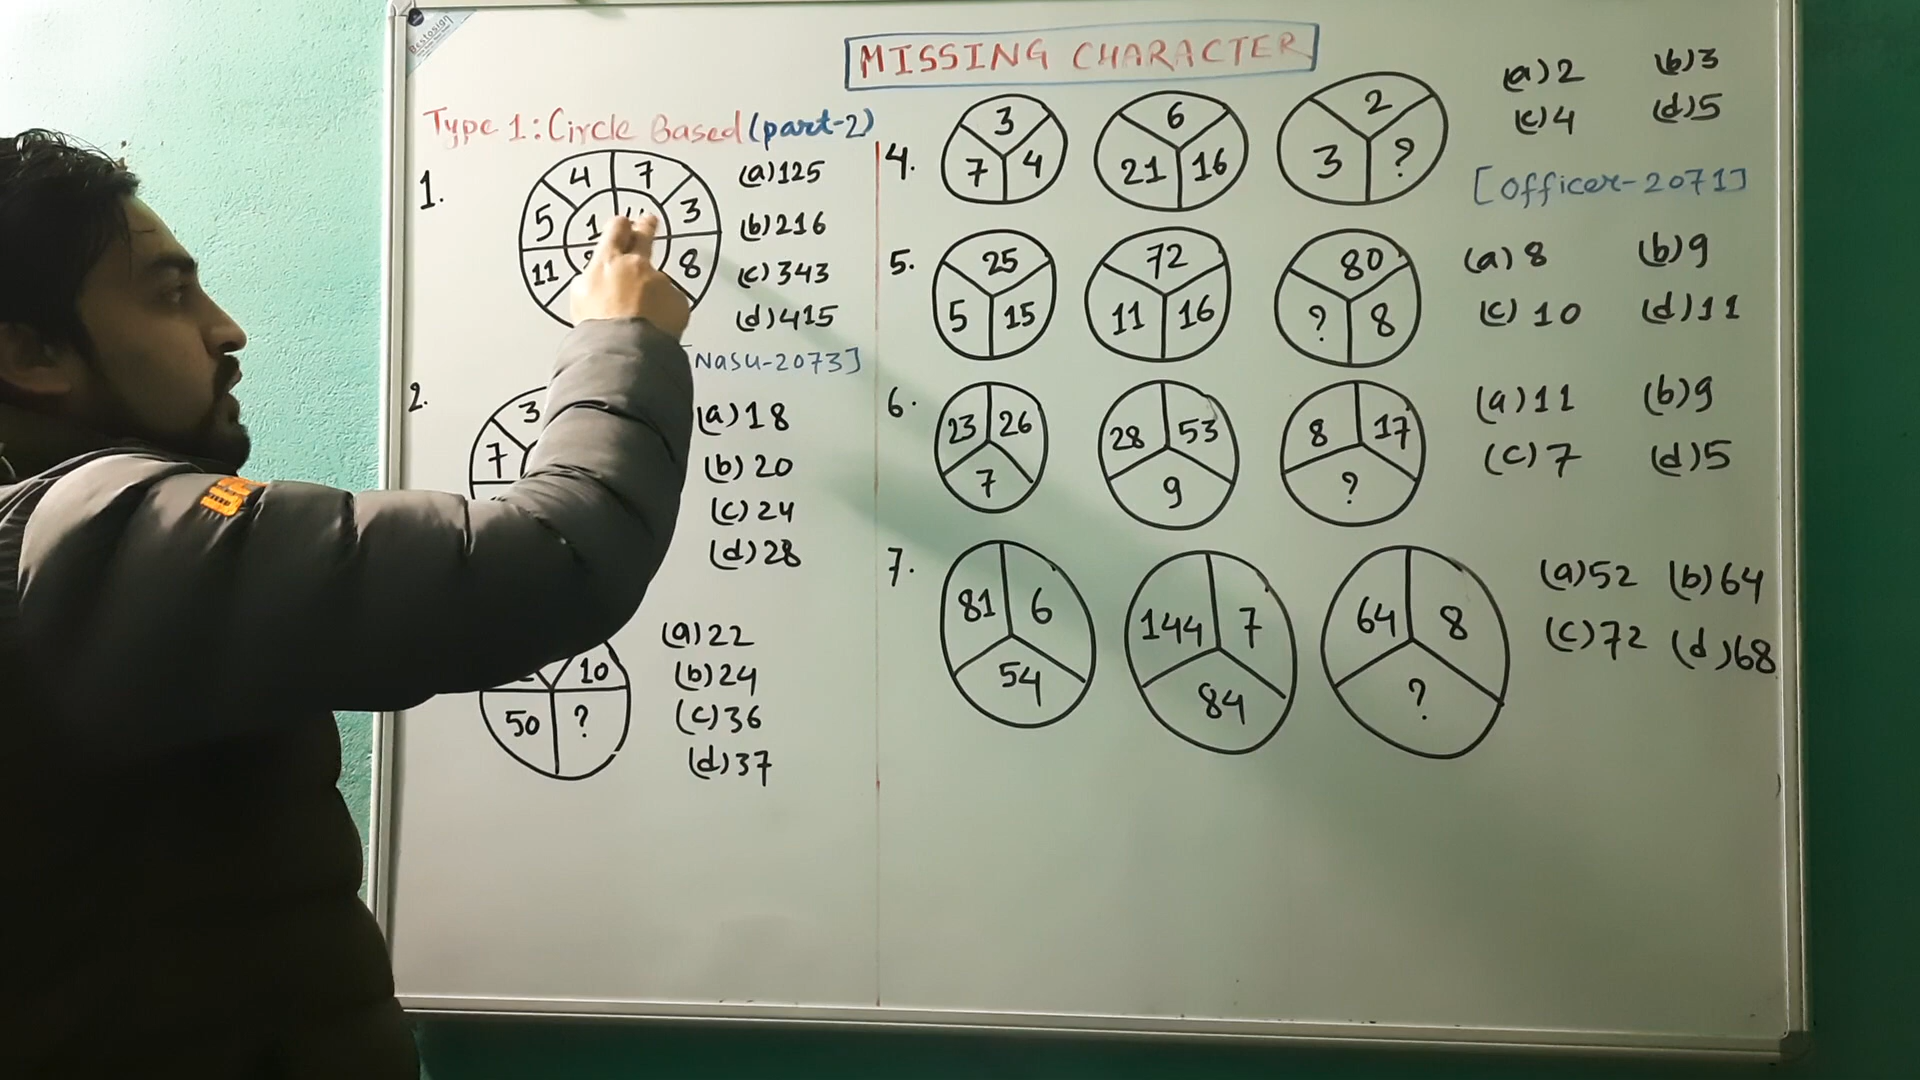 Bestosign
MISSING CHARACTER
Type 1: Circle Based (part-2)
1.
4 7
5 1 3
11 8
(a) 125
(b) 216
(c) 343
(d) 415
[Nasu-2073]
2.
3
7
(a) 18
(b) 20
(c) 24
(d) 28
10
50 ?
(a) 22
(b) 24
(c) 36
(d) 37
4.
3 6 2
7 4 21 16 3 ?
(a) 2 (b) 3
(c) 4 (d) 5
[Officer-2071]
5.
25 72 80
5 15 11 16 ? 8
(a) 8 (b) 9
(c) 10 (d) 11
6.
23 26 28 53 8 17
7 9 ?
(a) 11 (b) 9
(c) 7 (d) 5
7.
81 6 144 7 64 8
54 84 ?
(a) 52 (b) 64
(c) 72 (d) 68